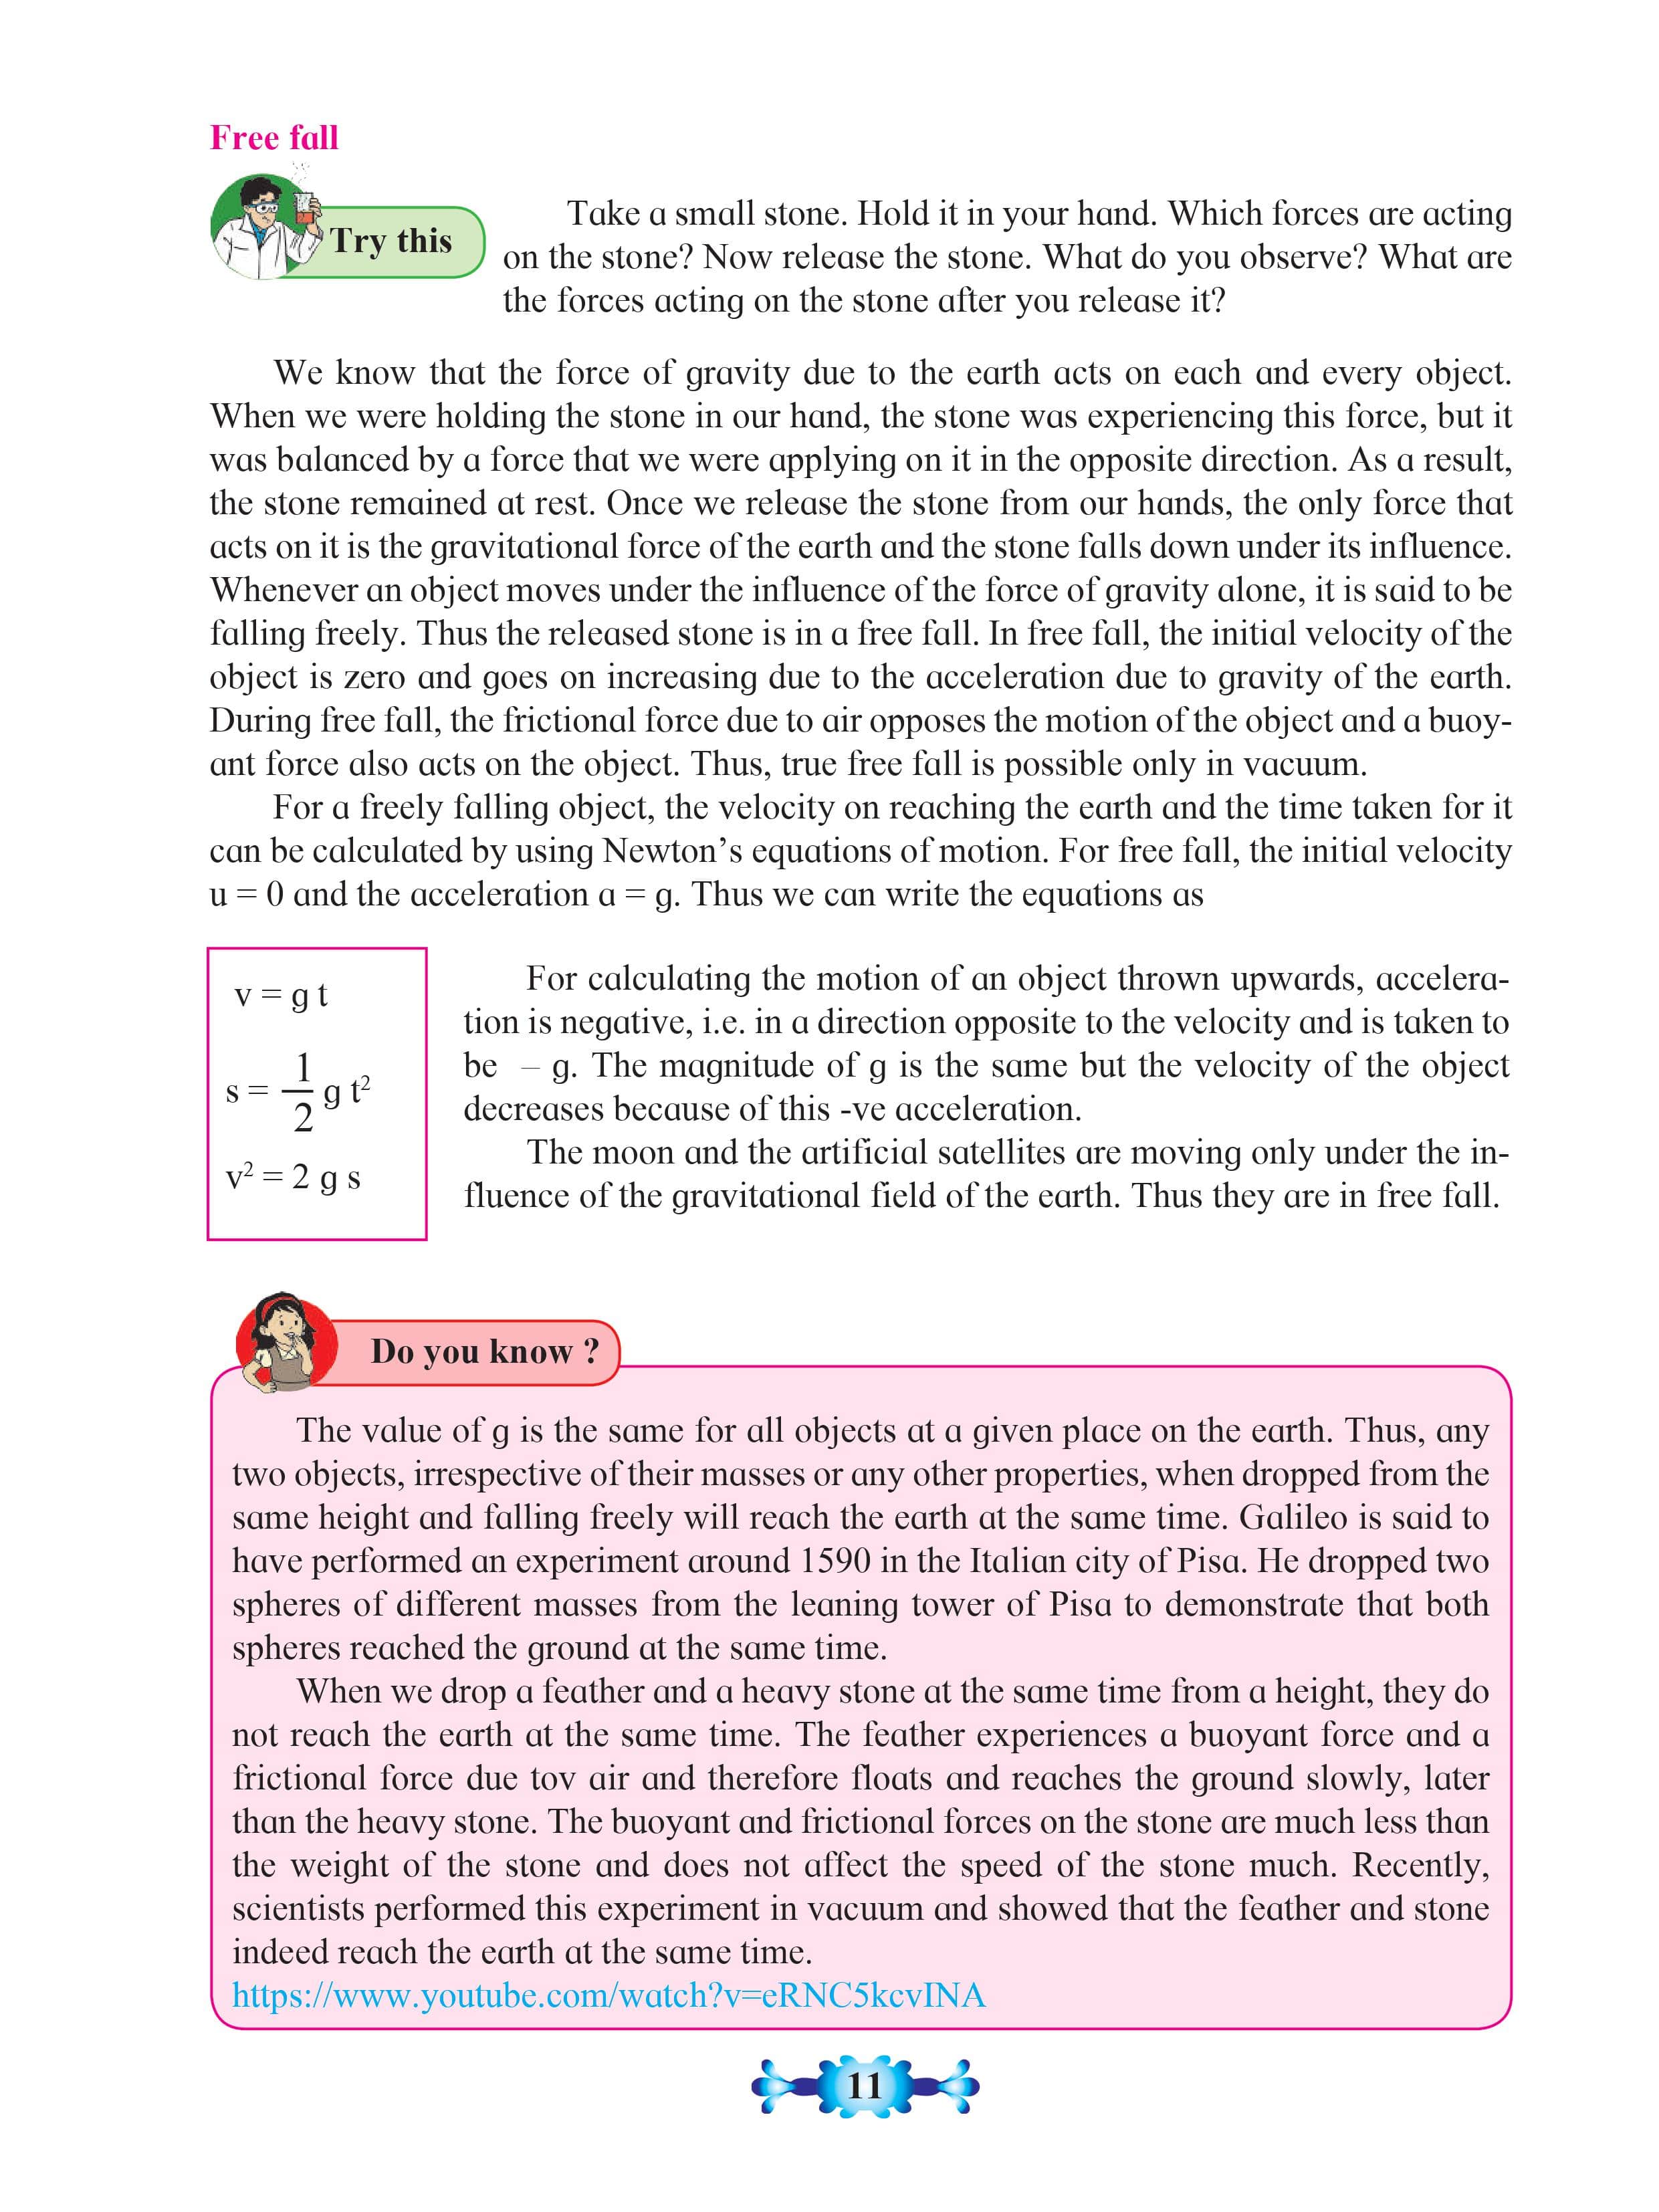 Free fall
Try this
Take a small stone. Hold it in your hand. Which forces are acting
on the stone? Now release the stone. What do you observe? What are
the forces acting on the stone after you release it?
We know that the force of gravity due to the earth acts on each and every object.
When we were holding the stone in our hand, the stone was experiencing this force, but it
was balanced by a force that we were applying on it in the opposite direction. As a result,
the stone remained at rest. Once we release the stone from our hands, the only force that
acts on it is the gravitational force of the earth and the stone falls down under its influence.
Whenever an object moves under the influence of the force of gravity alone, it is said to be
falling freely. Thus the released stone is in a free fall. In free fall, the initial velocity of the
object is zero and goes on increasing due to the acceleration due to gravity of the earth.
During free fall, the frictional force due to air opposes the motion of the object and a buoy-
ant force also acts on the object. Thus, true free fall is possible only in vacuum.
For a freely falling object, the velocity on reaching the earth and the time taken for it
can be calculated by using Newton’s equations of motion. For free fall, the initial velocity
u = 0 and the acceleration a = g. Thus we can write the equations as
v = g t
s = 1/2 g t²
v² = 2 g s
For calculating the motion of an object thrown upwards, accelera-
tion is negative, i.e. in a direction opposite to the velocity and is taken to
be – g. The magnitude of g is the same but the velocity of the object
decreases because of this -ve acceleration.
The moon and the artificial satellites are moving only under the in-
fluence of the gravitational field of the earth. Thus they are in free fall.
Do you know ?
The value of g is the same for all objects at a given place on the earth. Thus, any
two objects, irrespective of their masses or any other properties, when dropped from the
same height and falling freely will reach the earth at the same time. Galileo is said to
have performed an experiment around 1590 in the Italian city of Pisa. He dropped two
spheres of different masses from the leaning tower of Pisa to demonstrate that both
spheres reached the ground at the same time.
When we drop a feather and a heavy stone at the same time from a height, they do
not reach the earth at the same time. The feather experiences a buoyant force and a
frictional force due tov air and therefore floats and reaches the ground slowly, later
than the heavy stone. The buoyant and frictional forces on the stone are much less than
the weight of the stone and does not affect the speed of the stone much. Recently,
scientists performed this experiment in vacuum and showed that the feather and stone
indeed reach the earth at the same time.
https://www.youtube.com/watch?v=eRNC5kcvINA
11